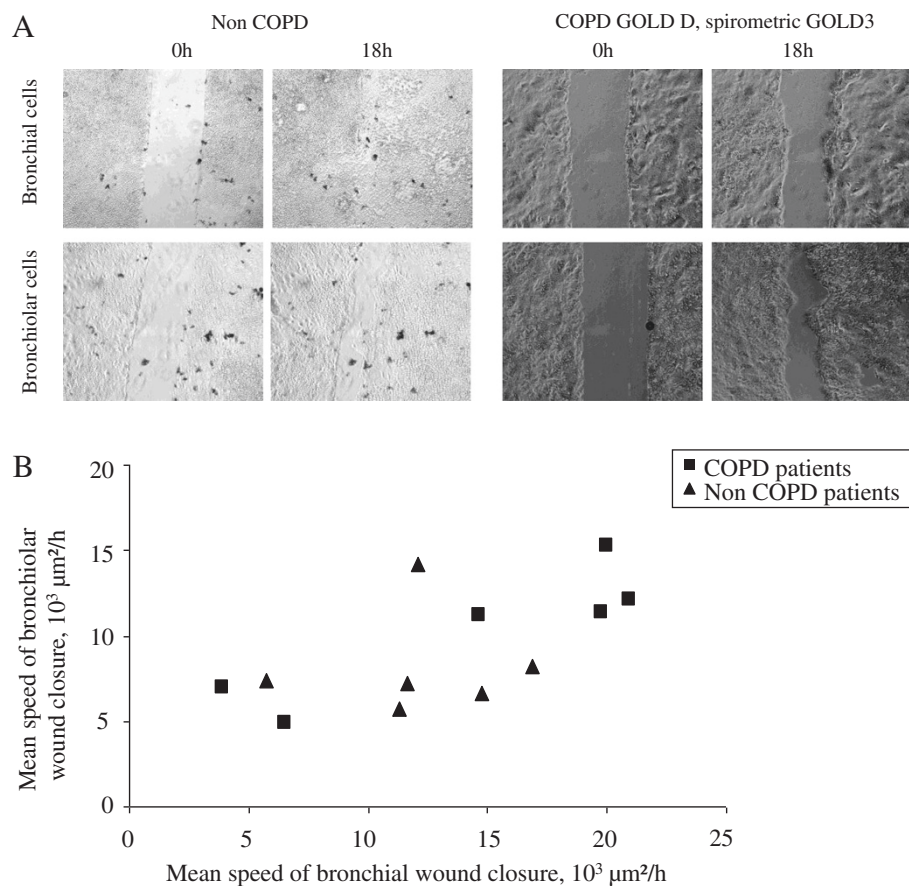 A
Non COPD
COPD GOLD D, spirometric GOLD3
0h
18h
0h
18h
Bronchial cells
Bronchiolar cells
B
20
15
10
5
0
Mean speed of bronchiolar
wound closure, 10³ µm²/h
COPD patients
Non COPD patients
0
5
10
15
20
25
Mean speed of bronchial wound closure, 10³ µm²/h